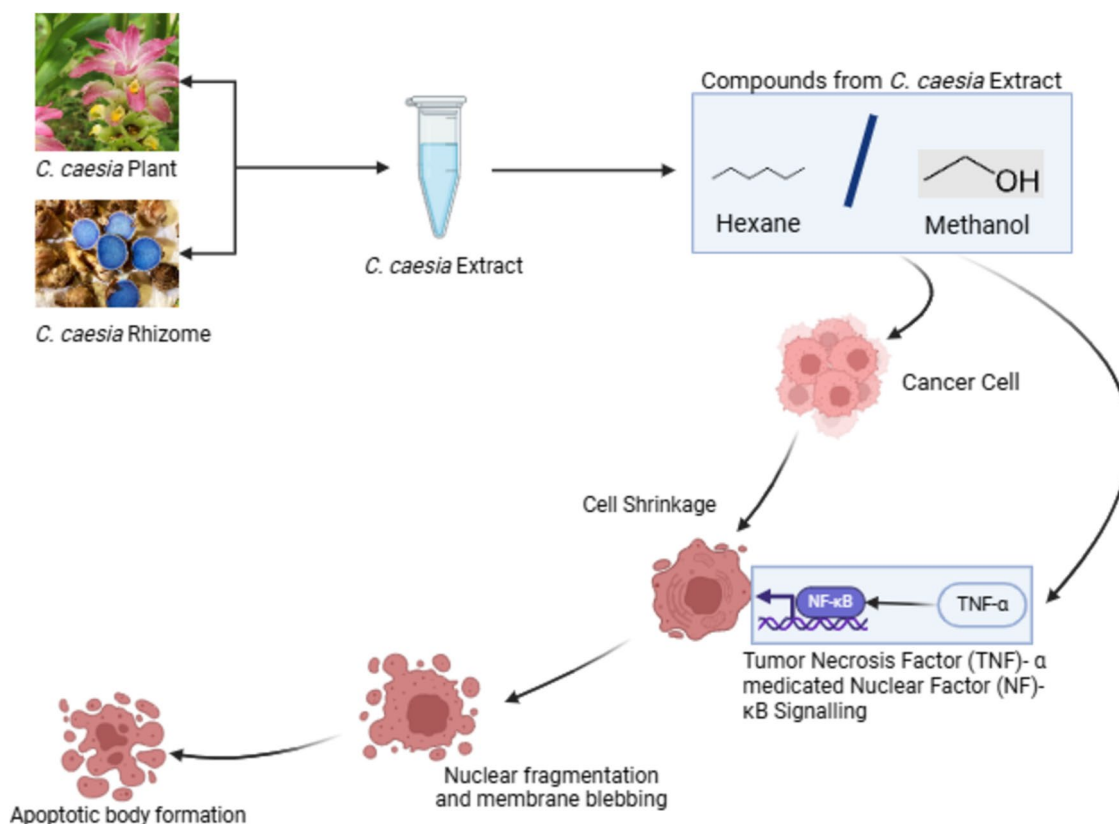 C. caesia Plant
C. caesia Rhizome
C. caesia Extract
Compounds from C. caesia Extract
Hexane
OH
Methanol
Cancer Cell
Cell Shrinkage
NF-κB
TNF-α
Tumor Necrosis Factor (TNF)- α
medicated Nuclear Factor (NF)-
κB Signalling
Nuclear fragmentation
and membrane blebbing
Apoptotic body formation